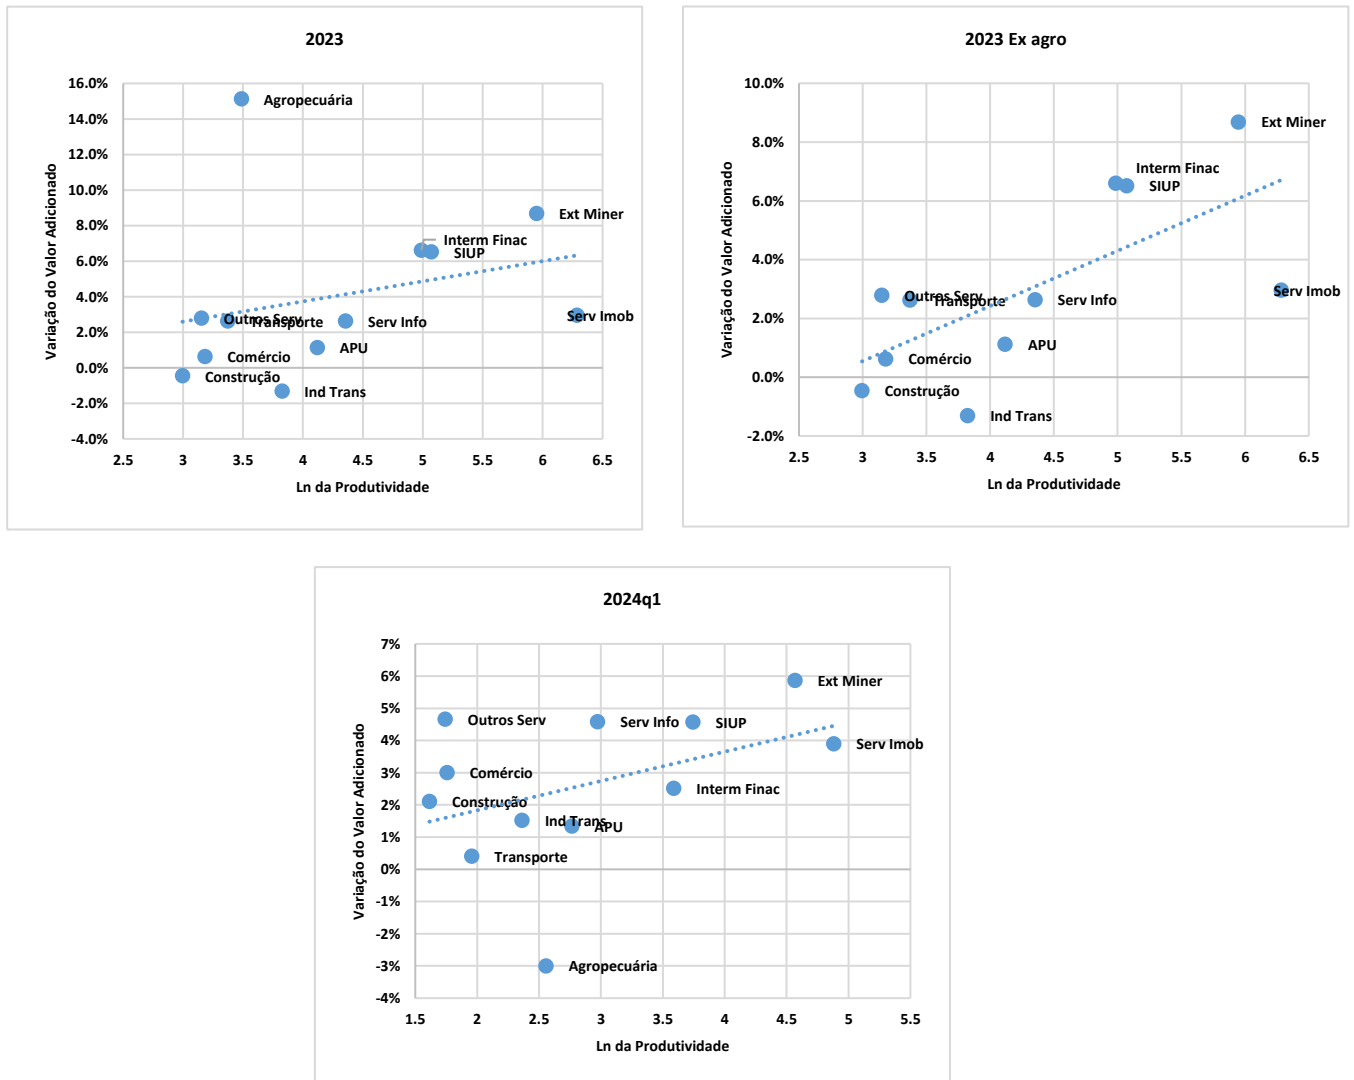 2023
16.0%
14.0%
12.0%
10.0%
8.0%
6.0%
4.0%
2.0%
0.0%
-2.0%
-4.0%
Variação do Valor Adicionado
Agropecuária
Ext Miner
Interm Finac
SIUP
Outros Serv
Transporte
Serv Info
Serv Imob
APU
Comércio
Construção
Ind Trans
2.5 3 3.5 4 4.5 5 5.5 6 6.5
Ln da Produtividade
2023 Ex agro
10.0%
8.0%
6.0%
4.0%
2.0%
0.0%
-2.0%
Variação do Valor Adicionado
Ext Miner
Interm Finac
SIUP
Outros Serv
Transporte
Serv Info
Serv Imob
APU
Comércio
Construção
Ind Trans
2.5 3 3.5 4 4.5 5 5.5 6 6.5
Ln da Produtividade
2024q1
7%
6%
5%
4%
3%
2%
1%
0%
-1%
-2%
-3%
-4%
Variação do Valor Adicionado
Ext Miner
Outros Serv
Serv Info
SIUP
Serv Imob
Comércio
Interm Finac
Construção
Ind Trans
APU
Transporte
Agropecuária
1.5 2 2.5 3 3.5 4 4.5 5 5.5
Ln da Produtividade